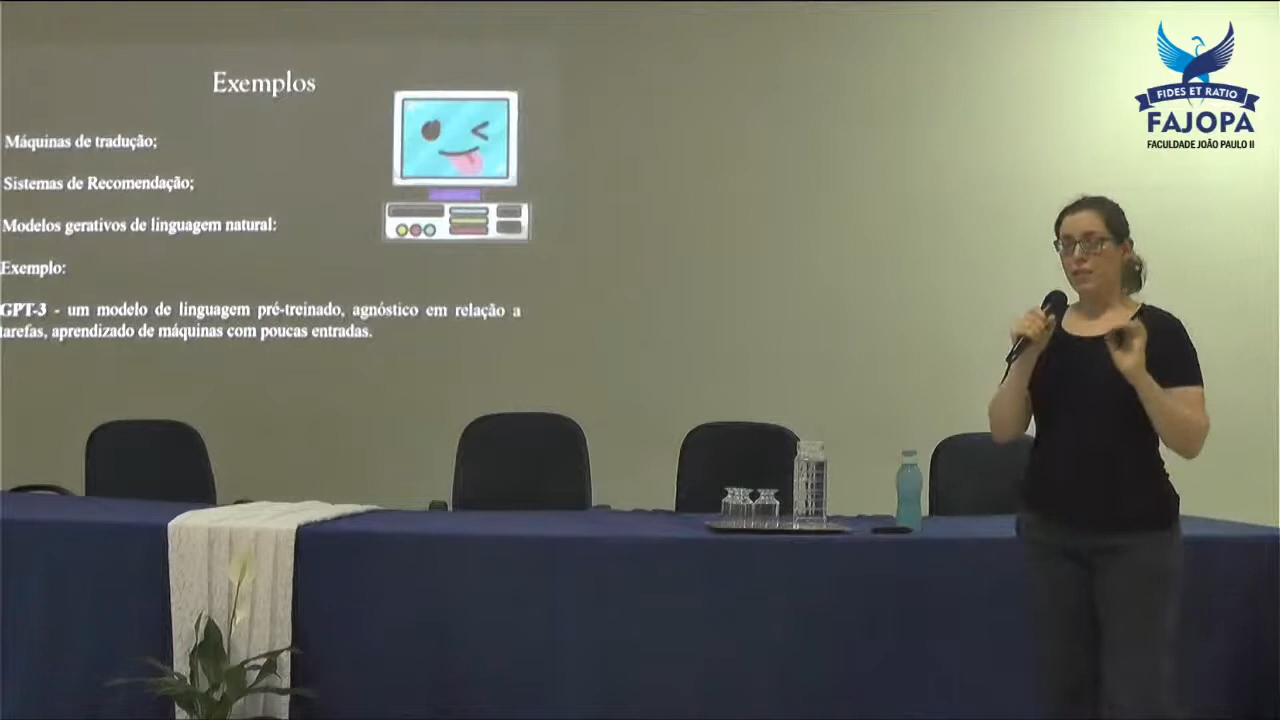 Exemplos
Máquinas de tradução;
Sistemas de Recomendação;
Modelos gerativos de linguagem natural:
Exemplo:
GPT-3 - um modelo de linguagem pré-treinado, agnóstico em relação a
tarefas, aprendizado de máquinas com poucas entradas.
FIDES ET RATIO
FAJOPA
FACULDADE JOÃO PAULO II